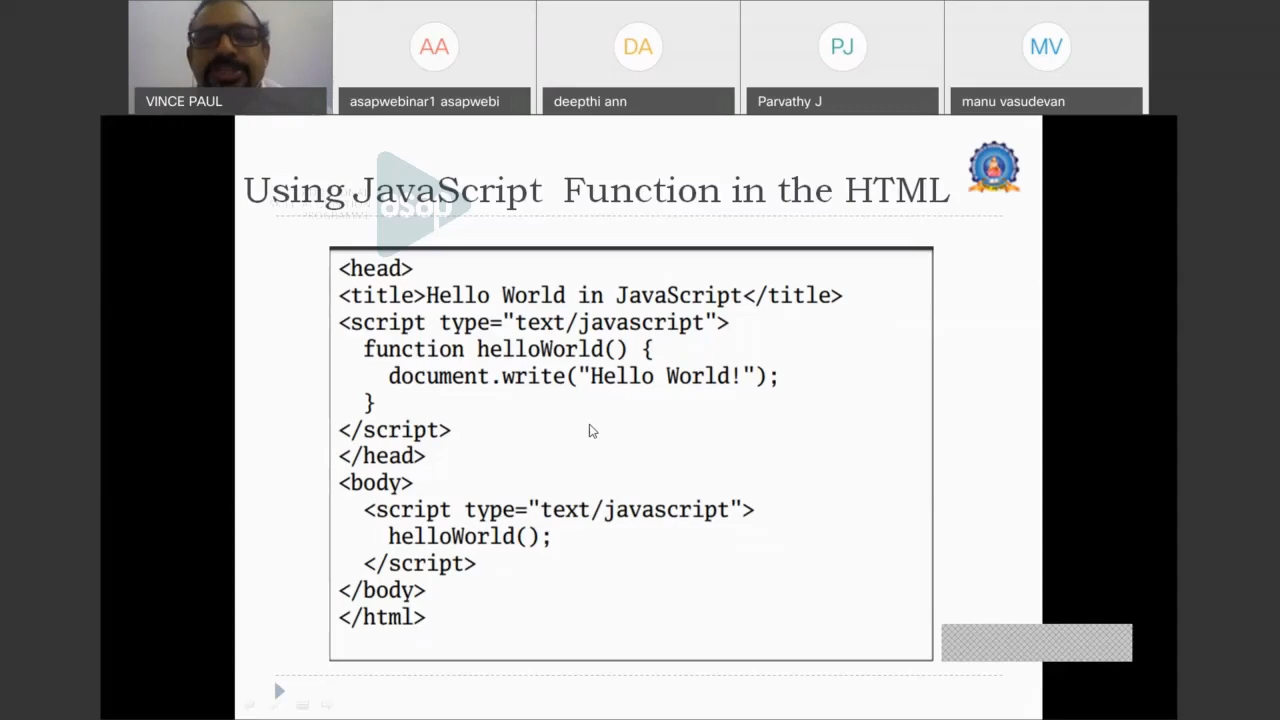 AA
DA
PJ
MV
VINCE PAUL
asapwebinar1 asapwebi
deepthi ann
Parvathy J
manu vasudevan
Using JavaScript Function in the HTML
asap
<head>
<title>Hello World in JavaScript</title>
<script type="text/javascript">
function helloWorld() {
document.write("Hello World!");
}
</script>
</head>
<body>
<script type="text/javascript">
helloWorld();
</script>
</body>
</html>